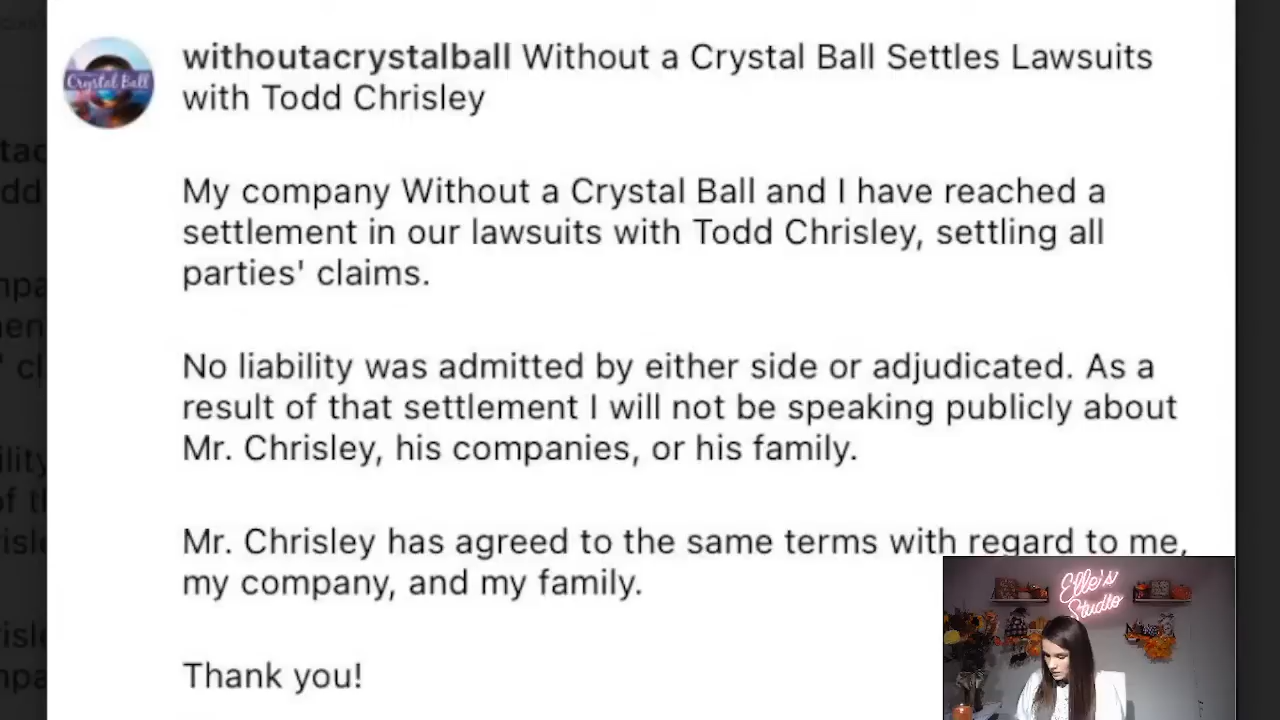 withoutacrystalball Without a Crystal Ball Settles Lawsuits
with Todd Chrisley
My company Without a Crystal Ball and I have reached a
settlement in our lawsuits with Todd Chrisley, settling all
parties' claims.
No liability was admitted by either side or adjudicated. As a
result of that settlement I will not be speaking publicly about
Mr. Chrisley, his companies, or his family.
Mr. Chrisley has agreed to the same terms with regard to me,
my company, and my family.
Thank you!
Crystal Ball
Elle's
Studio